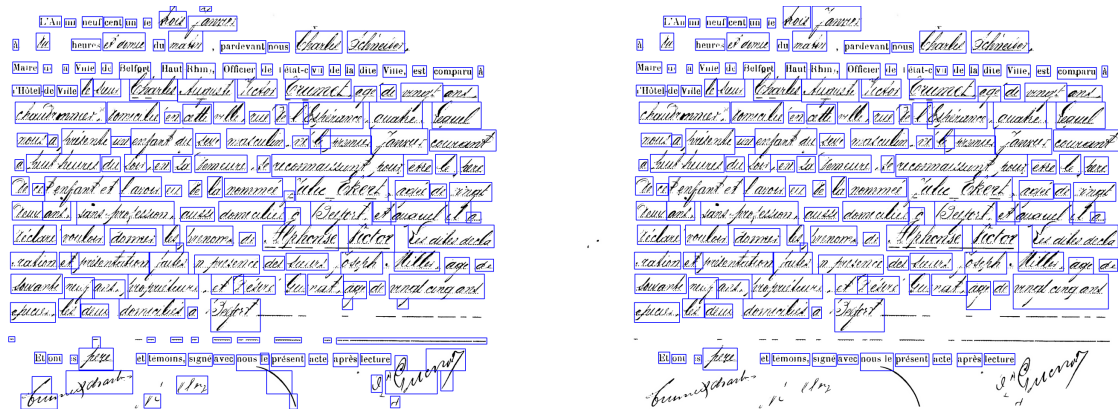 L'An mil neuf cent un le trois janvier
à dix heures et demie du matin, pardevant nous Charles Schneider,
Maire de la Ville de Belfort Haut Rhin, Officier de l'état-civil de la dite Ville, est comparu à
l'Hôtel de Ville le sieur Charles Auguste Victor âgé de vingt ans,
chaudronnier, domicilié en cette ville, rue de l'Espérance, quatre, lequel
nous a présenté un enfant du sexe masculin, né le premier janvier courant
à huit heures du soir, en sa demeure, se reconnaissant pour être le père
de cet enfant et l'avoir eu de la nommée Julie Ekert, âgée de vingt
deux ans, sans profession, aussi domiciliée à Belfort, et auquel il a
déclaré vouloir donner les prénoms de Alphonse Victor Les dites décla
ration et présentation faites en présence des sieurs Joseph Miller, âgé de
soixante neuf ans, propriétaire, et Désiré âgé de vingt cinq ans
épicier, les deux domiciliés à Belfort
Et ont le père et témoins, signé avec nous le présent acte après lecture